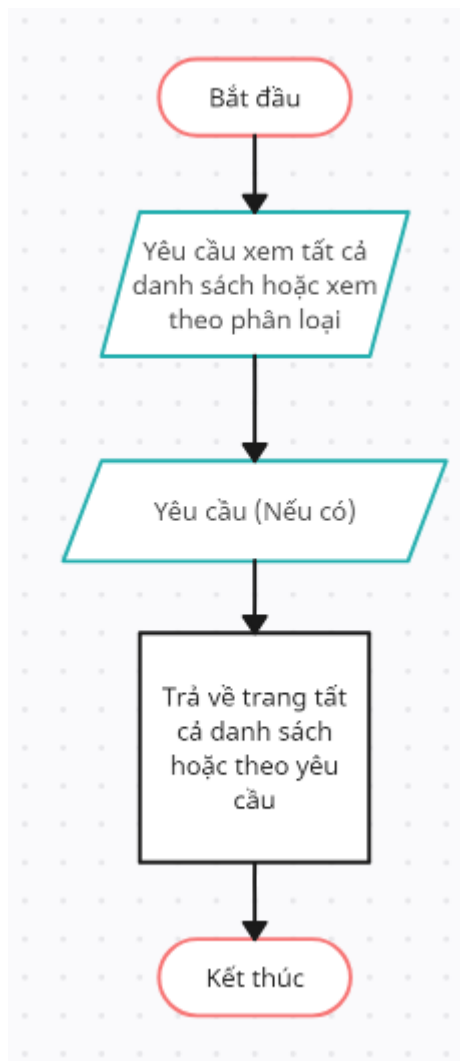 Bắt đầu
Yêu cầu xem tất cả
danh sách hoặc xem
theo phân loại
Yêu cầu (Nếu có)
Trả về trang tất
cả danh sách
hoặc theo yêu
cầu
Kết thúc